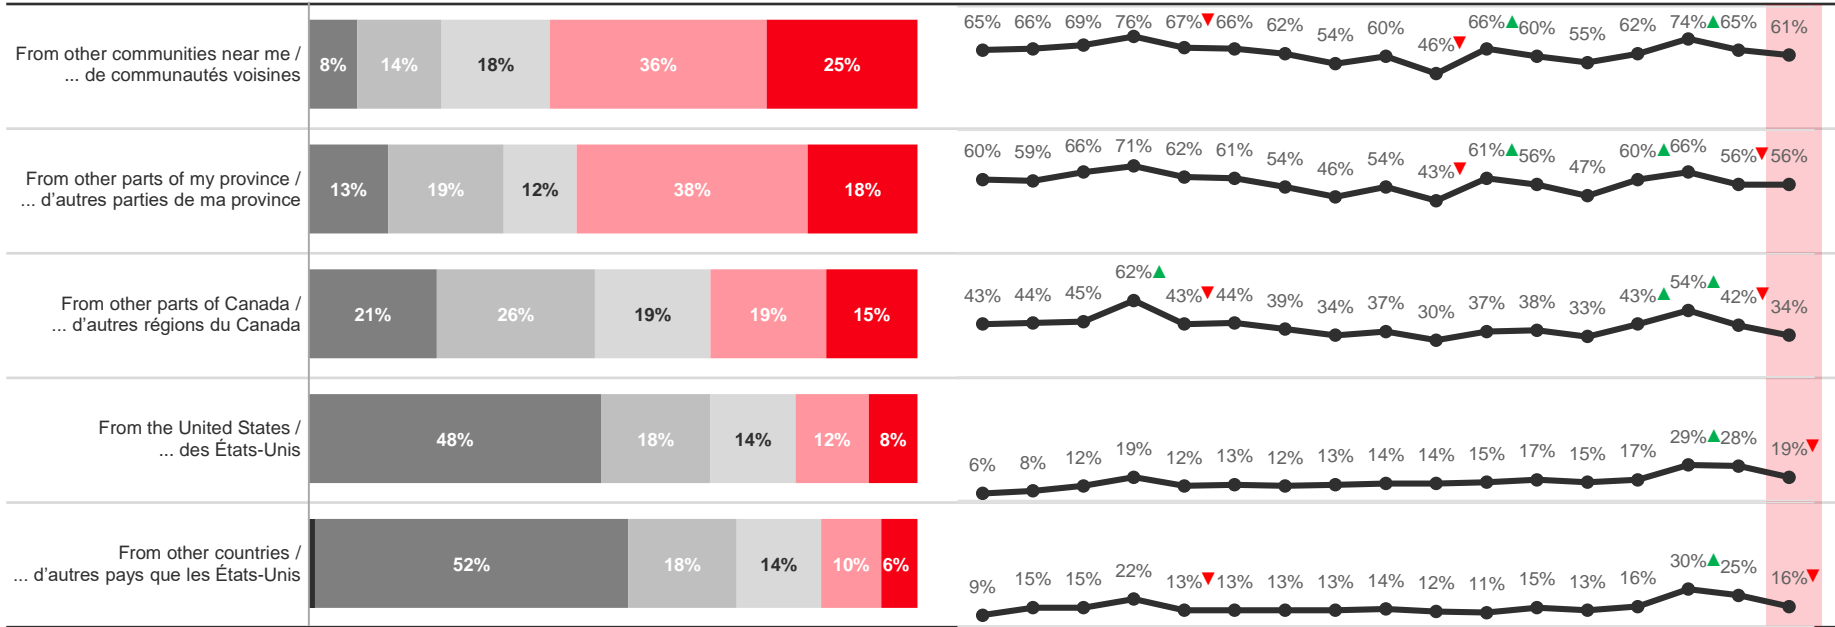 From other communities near me /
... de communautés voisines
8% 14% 18% 36% 25%
65% 66% 69% 76% 67% 66% 62% 54% 60% 46% 66% 60% 55% 62% 74% 65% 61%
From other parts of my province /
... d'autres parties de ma province
13% 19% 12% 38% 18%
60% 59% 66% 71% 62% 61% 54% 46% 54% 43% 61% 56% 47% 60% 66% 56% 56%
From other parts of Canada /
... d'autres régions du Canada
21% 26% 19% 19% 15%
43% 44% 45% 62% 43% 44% 39% 34% 37% 30% 37% 38% 33% 43% 54% 42% 34%
From the United States /
... des États-Unis
48% 18% 14% 12% 8%
6% 8% 12% 19% 12% 13% 12% 13% 14% 14% 15% 17% 15% 17% 29% 28% 19%
From other countries /
... d'autres pays que les États-Unis
52% 18% 14% 10% 6%
9% 15% 15% 22% 13% 13% 13% 13% 14% 12% 11% 15% 13% 16% 30% 25% 16%